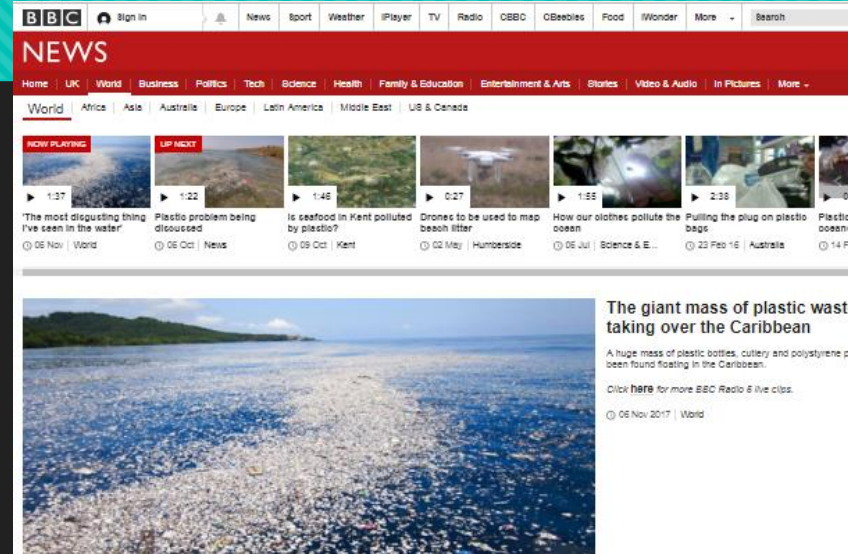 BBC Sign in News Sport Weather iPlayer TV Radio CBBC CBeebies Food iWonder More Search
NEWS
Home UK World Business Politics Tech Science Health Family & Education Entertainment & Arts Stories Video & Audio In Pictures More
World Africa Asia Australia Europe Latin America Middle East US & Canada
NOW PLAYING UP NEXT
1:37 1:22 1:46 0:27 1:55 2:38
'The most disgusting thing I've seen in the water'
06 Nov World
Plastic problem being discussed
06 Oct News
Is seafood in Kent polluted by plastic?
09 Oct Kent
Drones to be used to map beach litter
02 May Humberside
How our clothes pollute the ocean
06 Jul Science & E...
Pulling the plug on plastic bags
23 Feb 16 Australia
The giant mass of plastic
taking over the Caribbean
A huge mass of plastic bottles, cutlery and polystyrene
been found floating in the Caribbean.
Click here for more BBC Radio 5 live clips.
06 Nov 2017 World